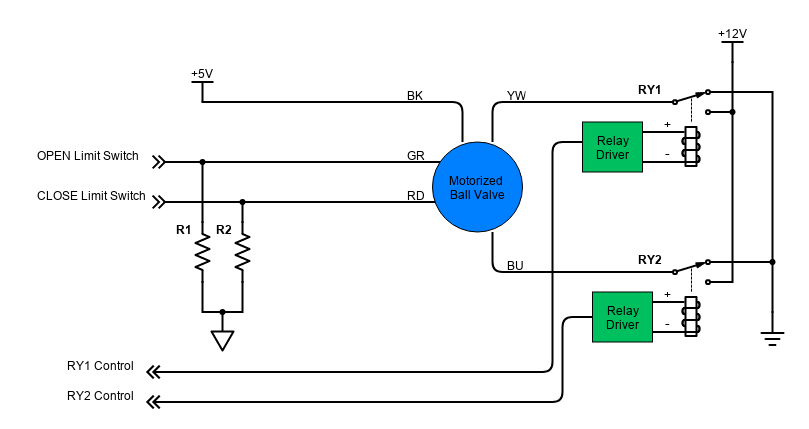 +12V
+5V
BK
YW
RY1
+
Relay
Driver
-
OPEN Limit Switch
GR
Motorized
Ball Valve
CLOSE Limit Switch
RD
R1
R2
BU
RY2
+
Relay
Driver
-
RY1 Control
RY2 Control